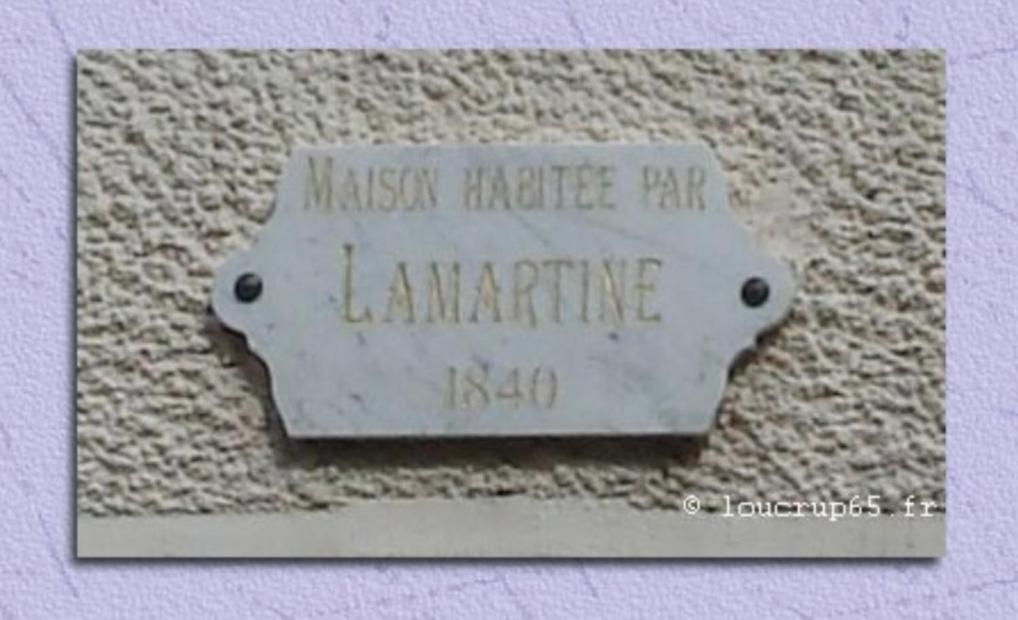 MAISON HABITÉE PAR
LAMARTINE
1840
© loucrup65.fr